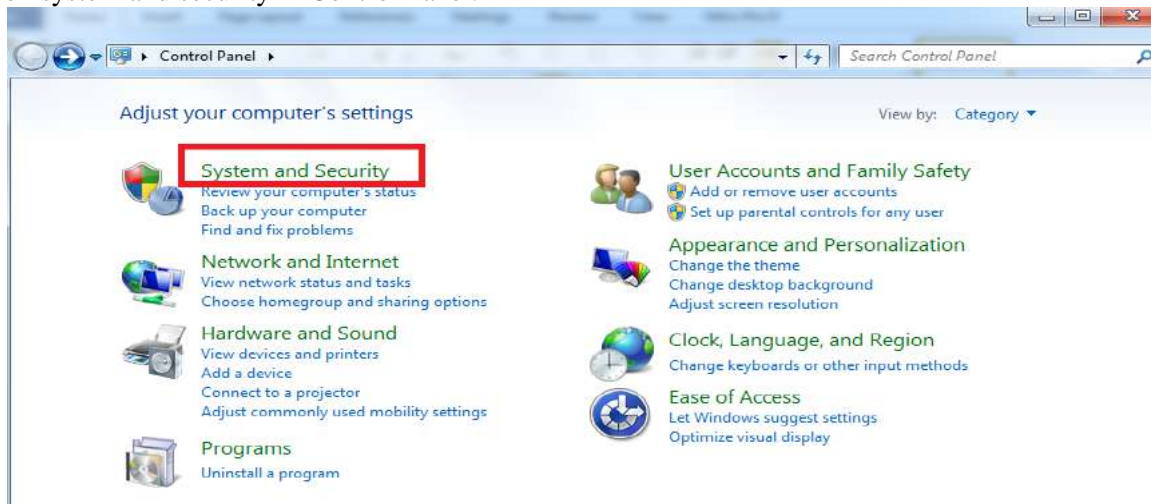 system and security
Control Panel
Search Control Panel
Adjust your computer's settings
View by: Category
System and Security
Review your computer's status
Back up your computer
Find and fix problems
Network and Internet
View network status and tasks
Choose homegroup and sharing options
Hardware and Sound
View devices and printers
Add a device
Connect to a projector
Adjust commonly used mobility settings
Programs
Uninstall a program
User Accounts and Family Safety
Add or remove user accounts
Set up parental controls for any user
Appearance and Personalization
Change the theme
Change desktop background
Adjust screen resolution
Clock, Language, and Region
Change keyboards or other input methods
Ease of Access
Let Windows suggest settings
Optimize visual display